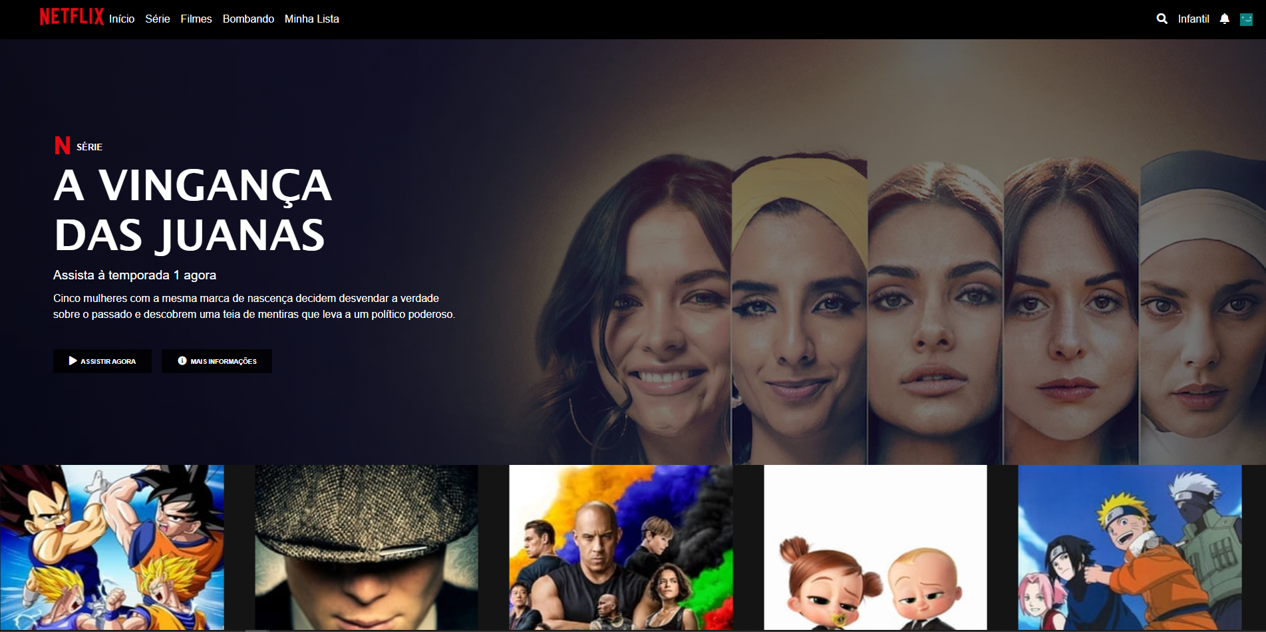 NETFLIX Início Série Filmes Bombando Minha Lista Infantil
N SÉRIE
A VINGANÇA
DAS JUANAS
Assista à temporada 1 agora
Cinco mulheres com a mesma marca de nascença decidem desvendar a verdade
sobre o passado e descobrem uma teia de mentiras que leva a um político poderoso.
ASSISTIR AGORA MAIS INFORMAÇÕES